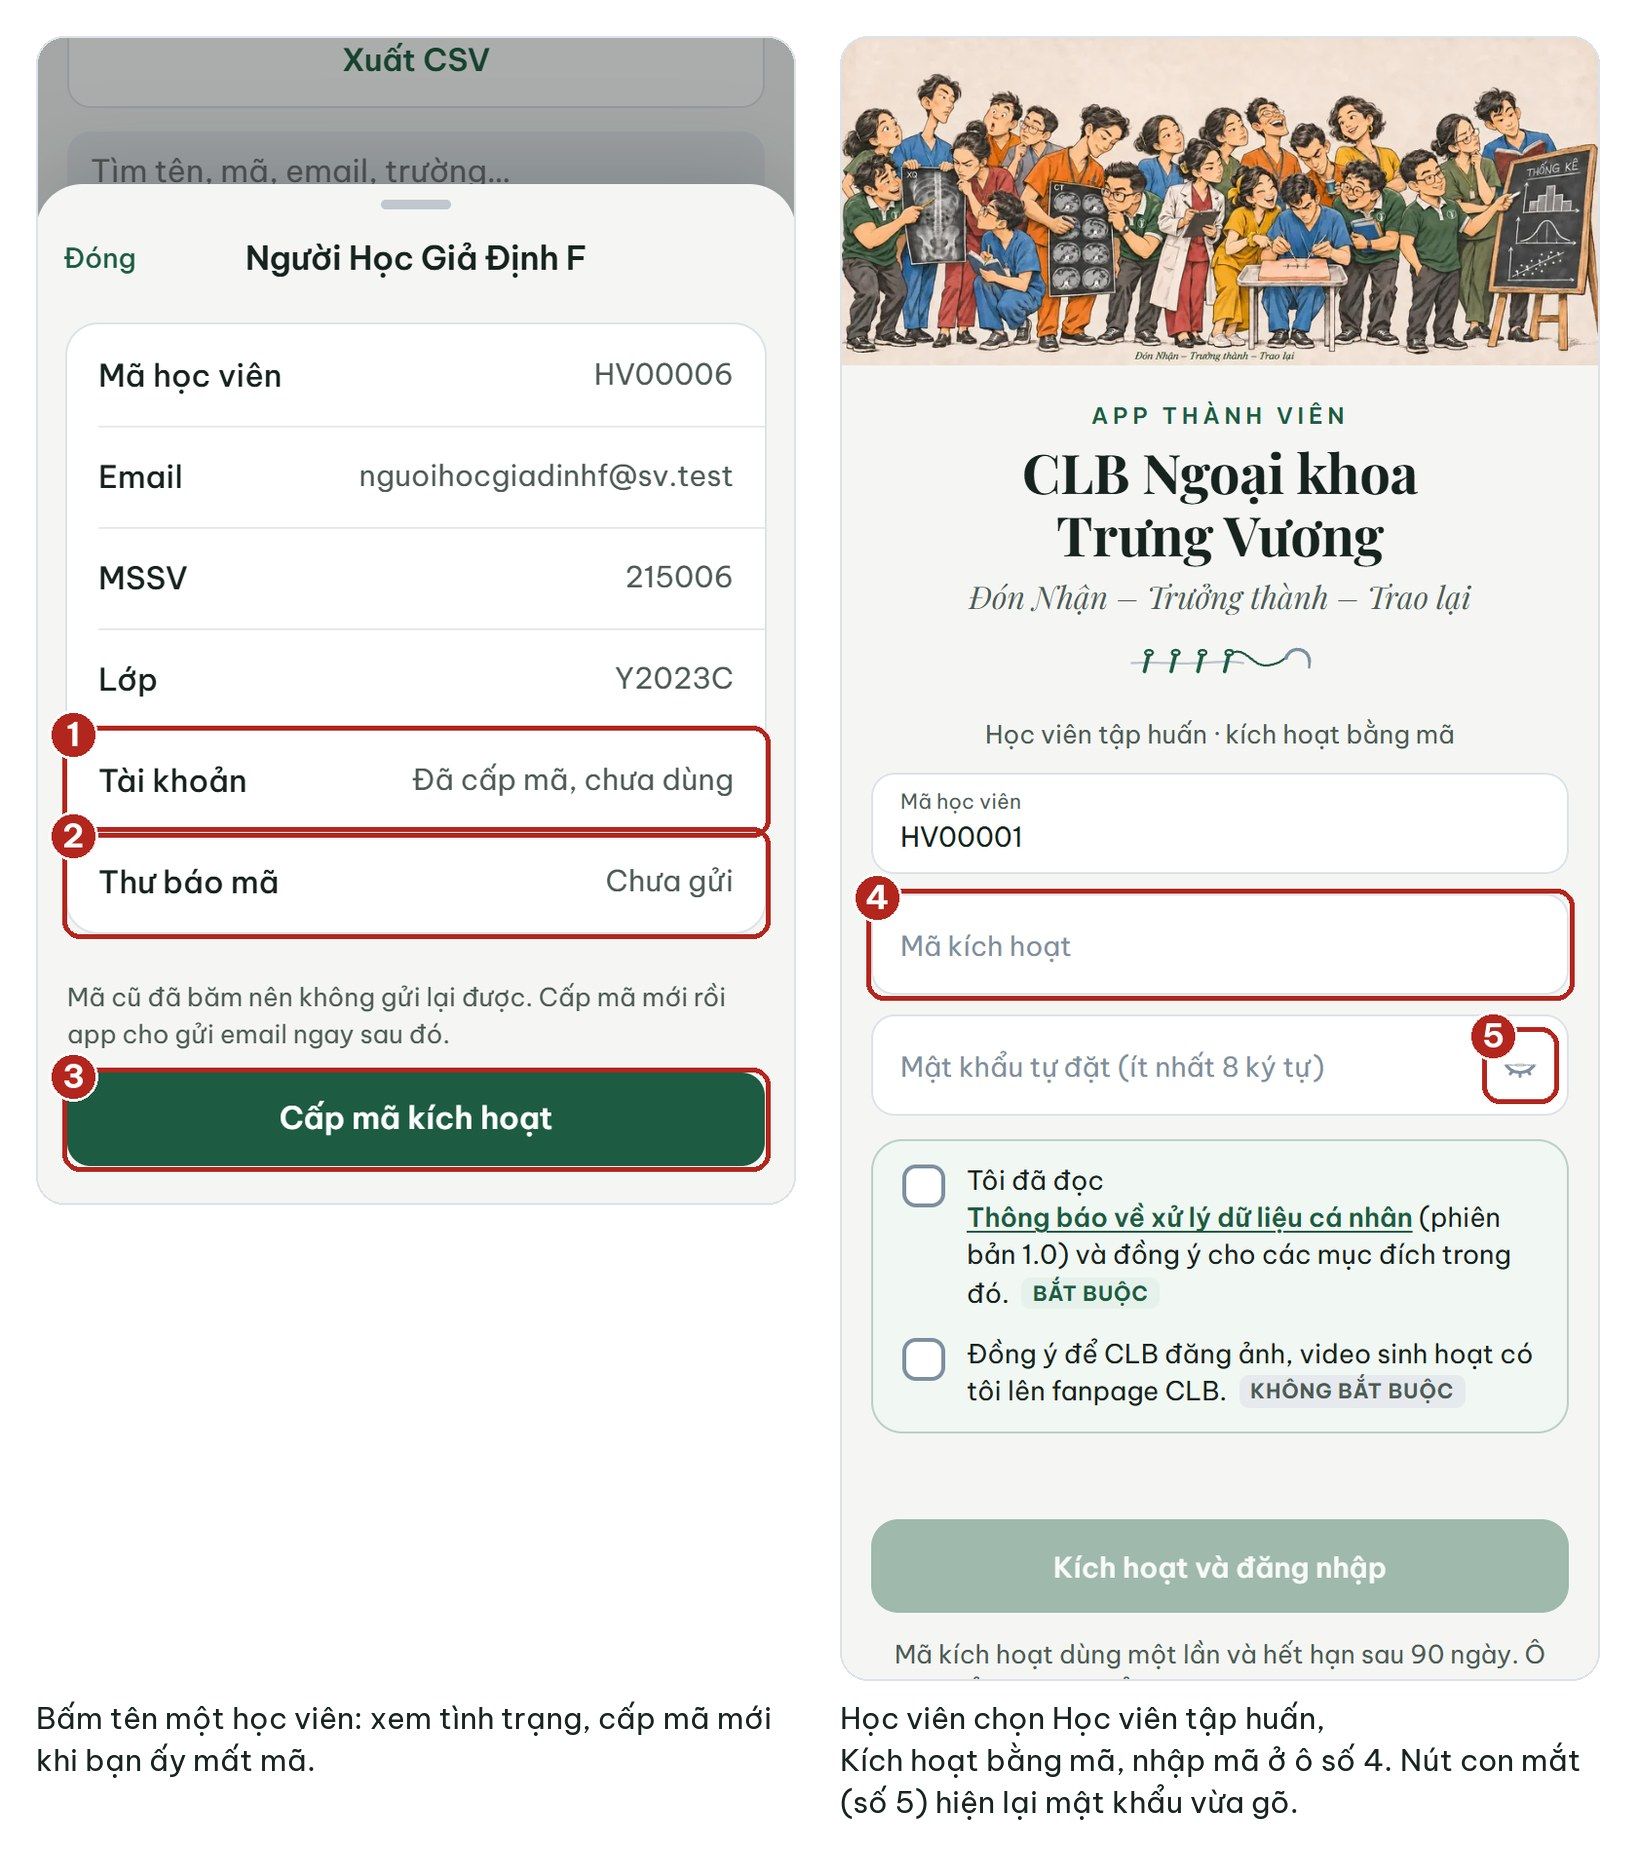 Xuất CSV
Tìm tên, mã, email, trường...
Đóng
Người Học Giả Định F
Mã học viên
HV00006
Email
nguoihocgiadinhf@sv.test
MSSV
215006
Lớp
Y2023C
1
Tài khoản
Đã cấp mã, chưa dùng
2
Thư báo mã
Chưa gửi
Mã cũ đã băm nên không gửi lại được. Cấp mã mới rồi
app cho gửi email ngay sau đó.
3
Cấp mã kích hoạt
Bấm tên một học viên: xem tình trạng, cấp mã mới
khi bạn ấy mất mã.
XQ
CT
THỐNG KÊ
Đón Nhận – Trưởng thành – Trao lại
APP THÀNH VIÊN
CLB Ngoại khoa
Trưng Vương
Đón Nhận – Trưởng thành – Trao lại
Học viên tập huấn · kích hoạt bằng mã
Mã học viên
HV00001
4
Mã kích hoạt
5
Mật khẩu tự đặt (ít nhất 8 ký tự)
Tôi đã đọc
Thông báo về xử lý dữ liệu cá nhân (phiên
bản 1.0) và đồng ý cho các mục đích trong
đó. BẮT BUỘC
Đồng ý để CLB đăng ảnh, video sinh hoạt có
tôi lên fanpage CLB. KHÔNG BẮT BUỘC
Kích hoạt và đăng nhập
Mã kích hoạt dùng một lần và hết hạn sau 90 ngày. Ô
Học viên chọn Học viên tập huấn,
Kích hoạt bằng mã, nhập mã ở ô số 4. Nút con mắt
(số 5) hiện lại mật khẩu vừa gõ.